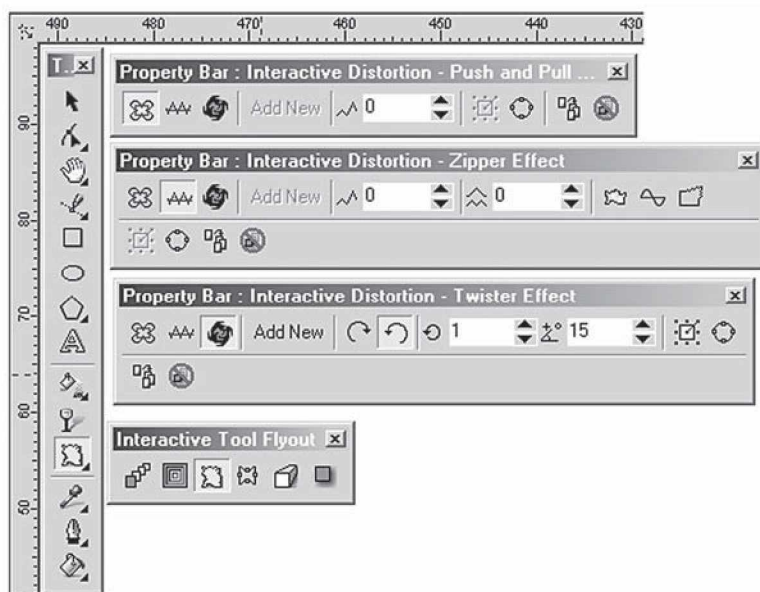 490 480 470' 460 450 440 430
T..
90
80
70
60
50
Property Bar : Interactive Distortion - Push and Pull ...
Add New 0
Property Bar : Interactive Distortion - Zipper Effect
Add New 0 0
Property Bar : Interactive Distortion - Twister Effect
Add New 1 15
Interactive Tool Flyout